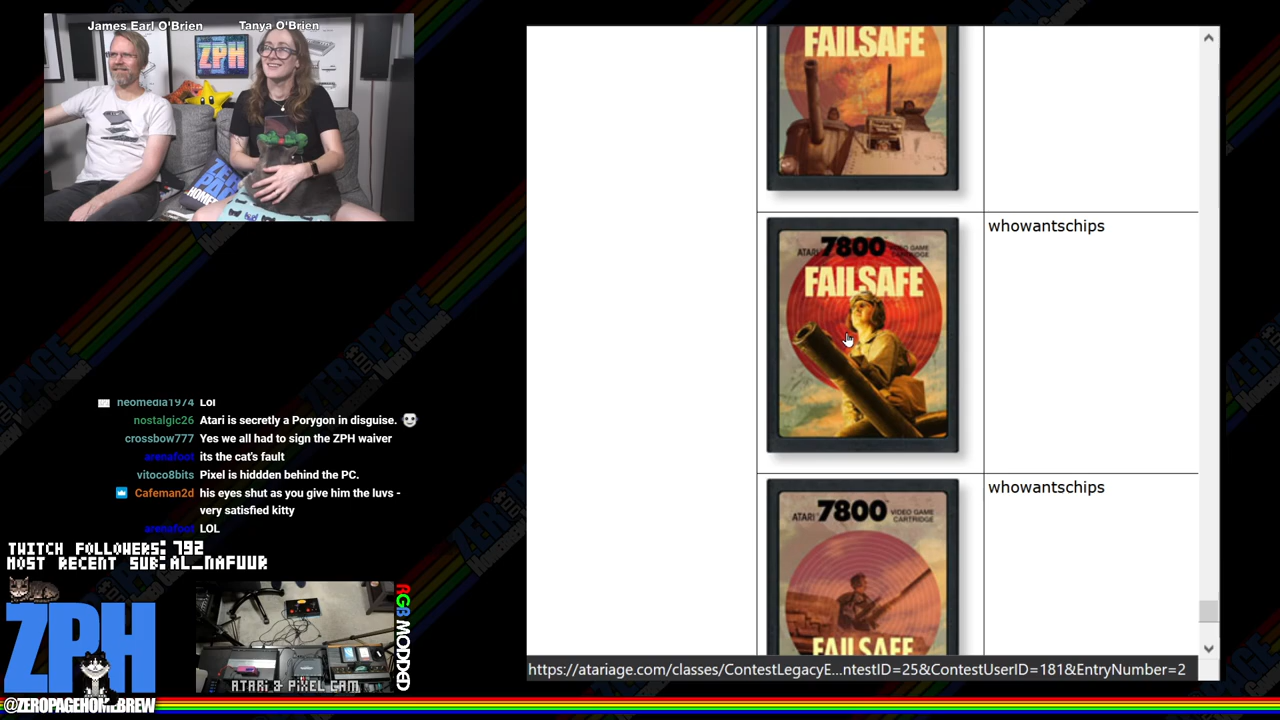 James Earl O'Brien
Tanya O'Brien
ZPH
FAILSAFE
whowantschips
ATARI 7800 VIDEO GAME CARTRIDGE
FAILSAFE
whowantschips
ATARI 7800 VIDEO GAME CARTRIDGE
FAILSAFE
https://atariage.com/classes/ContestLegacyE...ntestID=25&ContestUserID=181&EntryNumber=2
neomedia1974 Lol
nostalgic26 Atari is secretly a Porygon in disguise.
crossbow777 Yes we all had to sign the ZPH waiver
arenafoot its the cat's fault
vitoco8bits Pixel is hiddden behind the PC.
Cafeman2d his eyes shut as you give him the luvs -
very satisfied kitty
arenafoot LOL
TWITCH FOLLOWERS: 792
MOST RECENT SUB: AL_NAFUUR
ZPH
RGB MODDED
ATARI & PIXEL CAM
@ZEROPAGEHOMEBREW